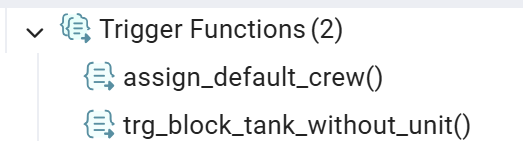 Trigger Functions (2)
assign_default_crew()
trg_block_tank_without_unit()